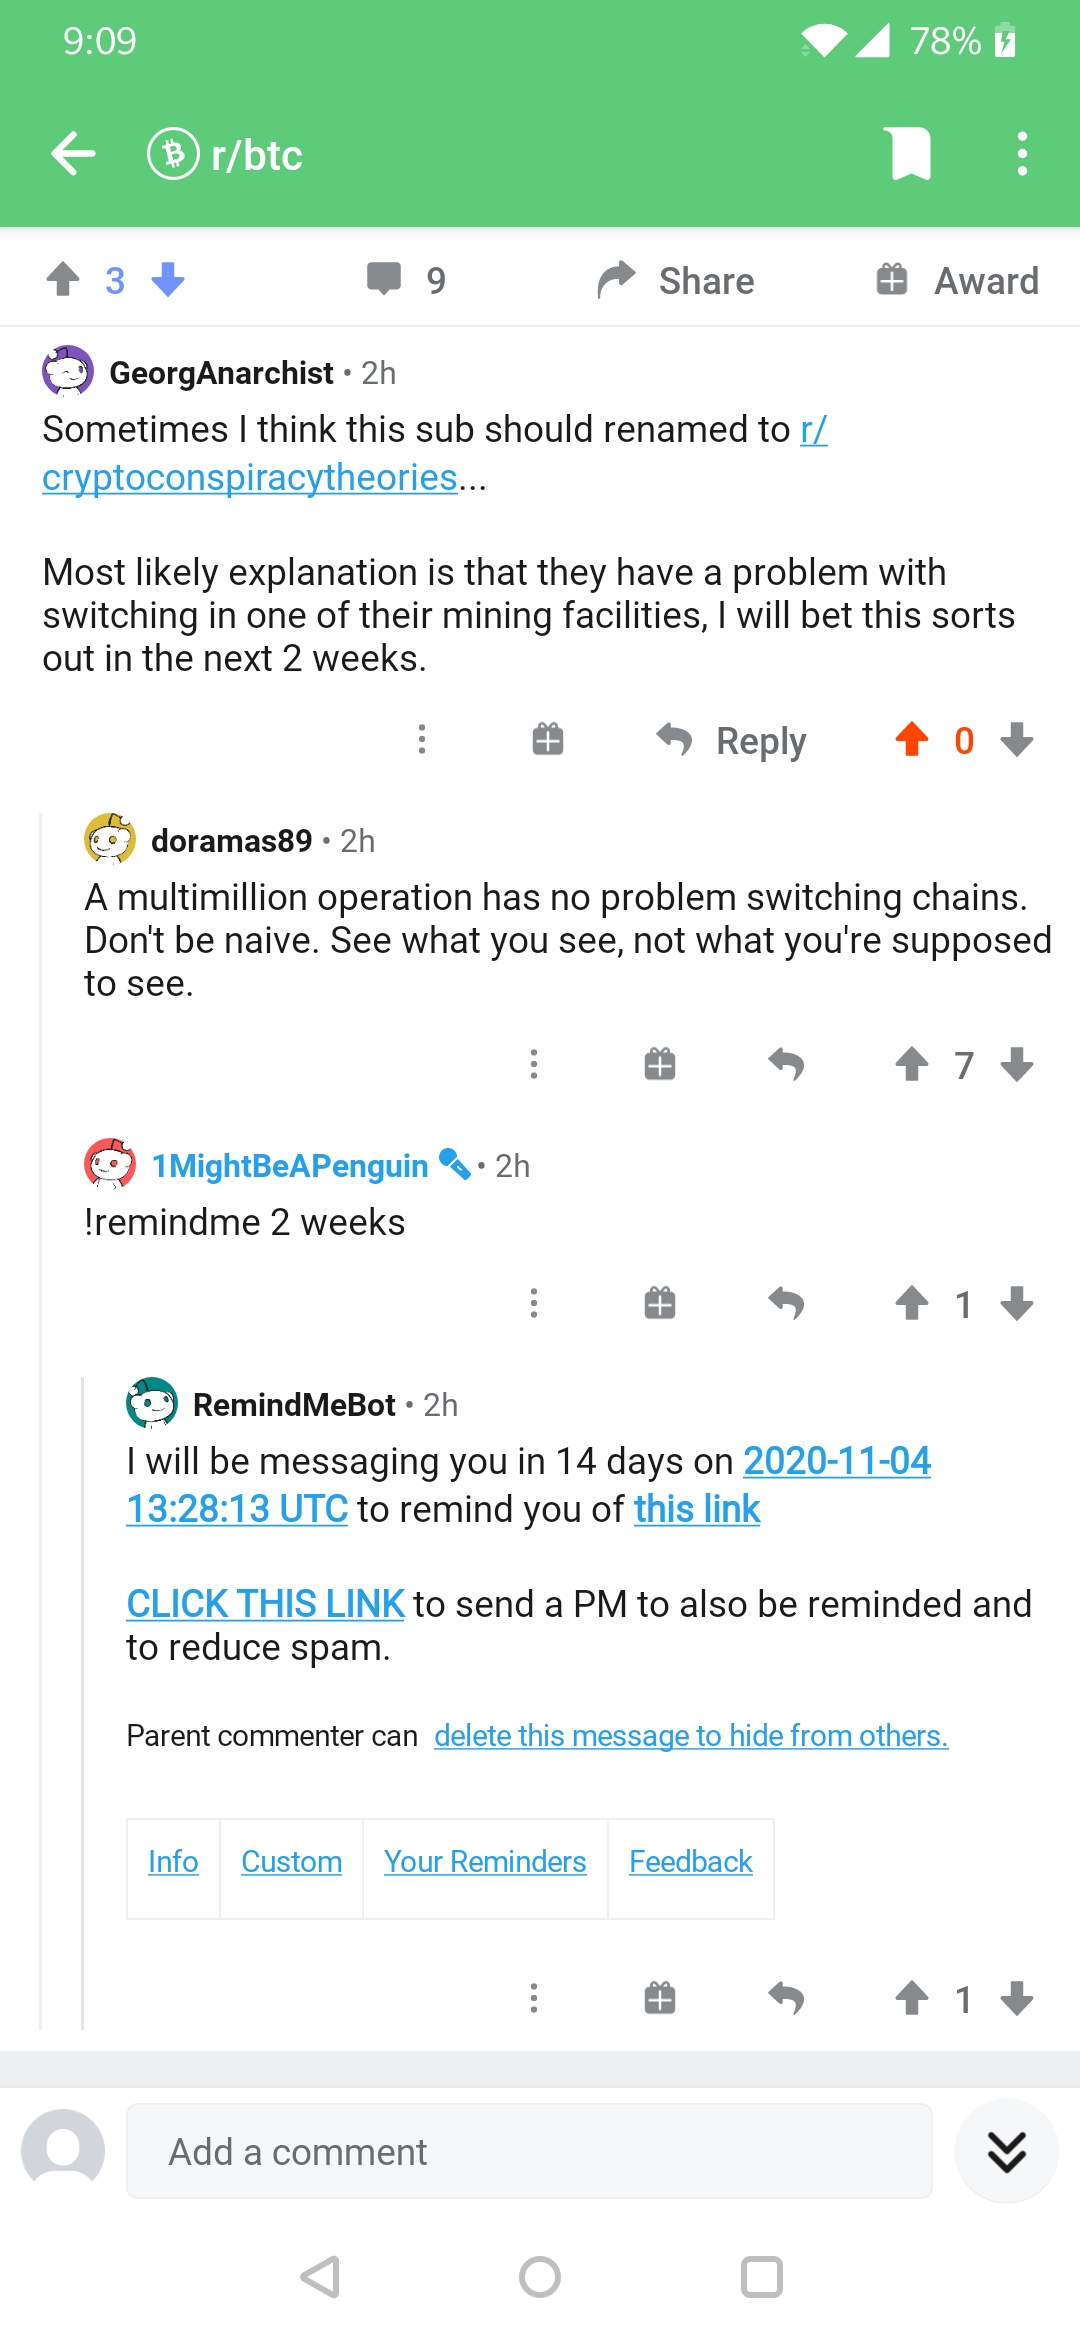 9:09
78%
r/btc
3
9
Share
Award
GeorgAnarchist • 2h
Sometimes I think this sub should renamed to r/
cryptoconspiracytheories...
Most likely explanation is that they have a problem with
switching in one of their mining facilities, I will bet this sorts
out in the next 2 weeks.
Reply
0
doramas89 • 2h
A multimillion operation has no problem switching chains.
Don't be naive. See what you see, not what you're supposed
to see.
7
1MightBeAPenguin • 2h
!remindme 2 weeks
1
RemindMeBot • 2h
I will be messaging you in 14 days on 2020-11-04
13:28:13 UTC to remind you of this link
CLICK THIS LINK to send a PM to also be reminded and
to reduce spam.
Parent commenter can delete this message to hide from others.
Info Custom Your Reminders Feedback
1
Add a comment